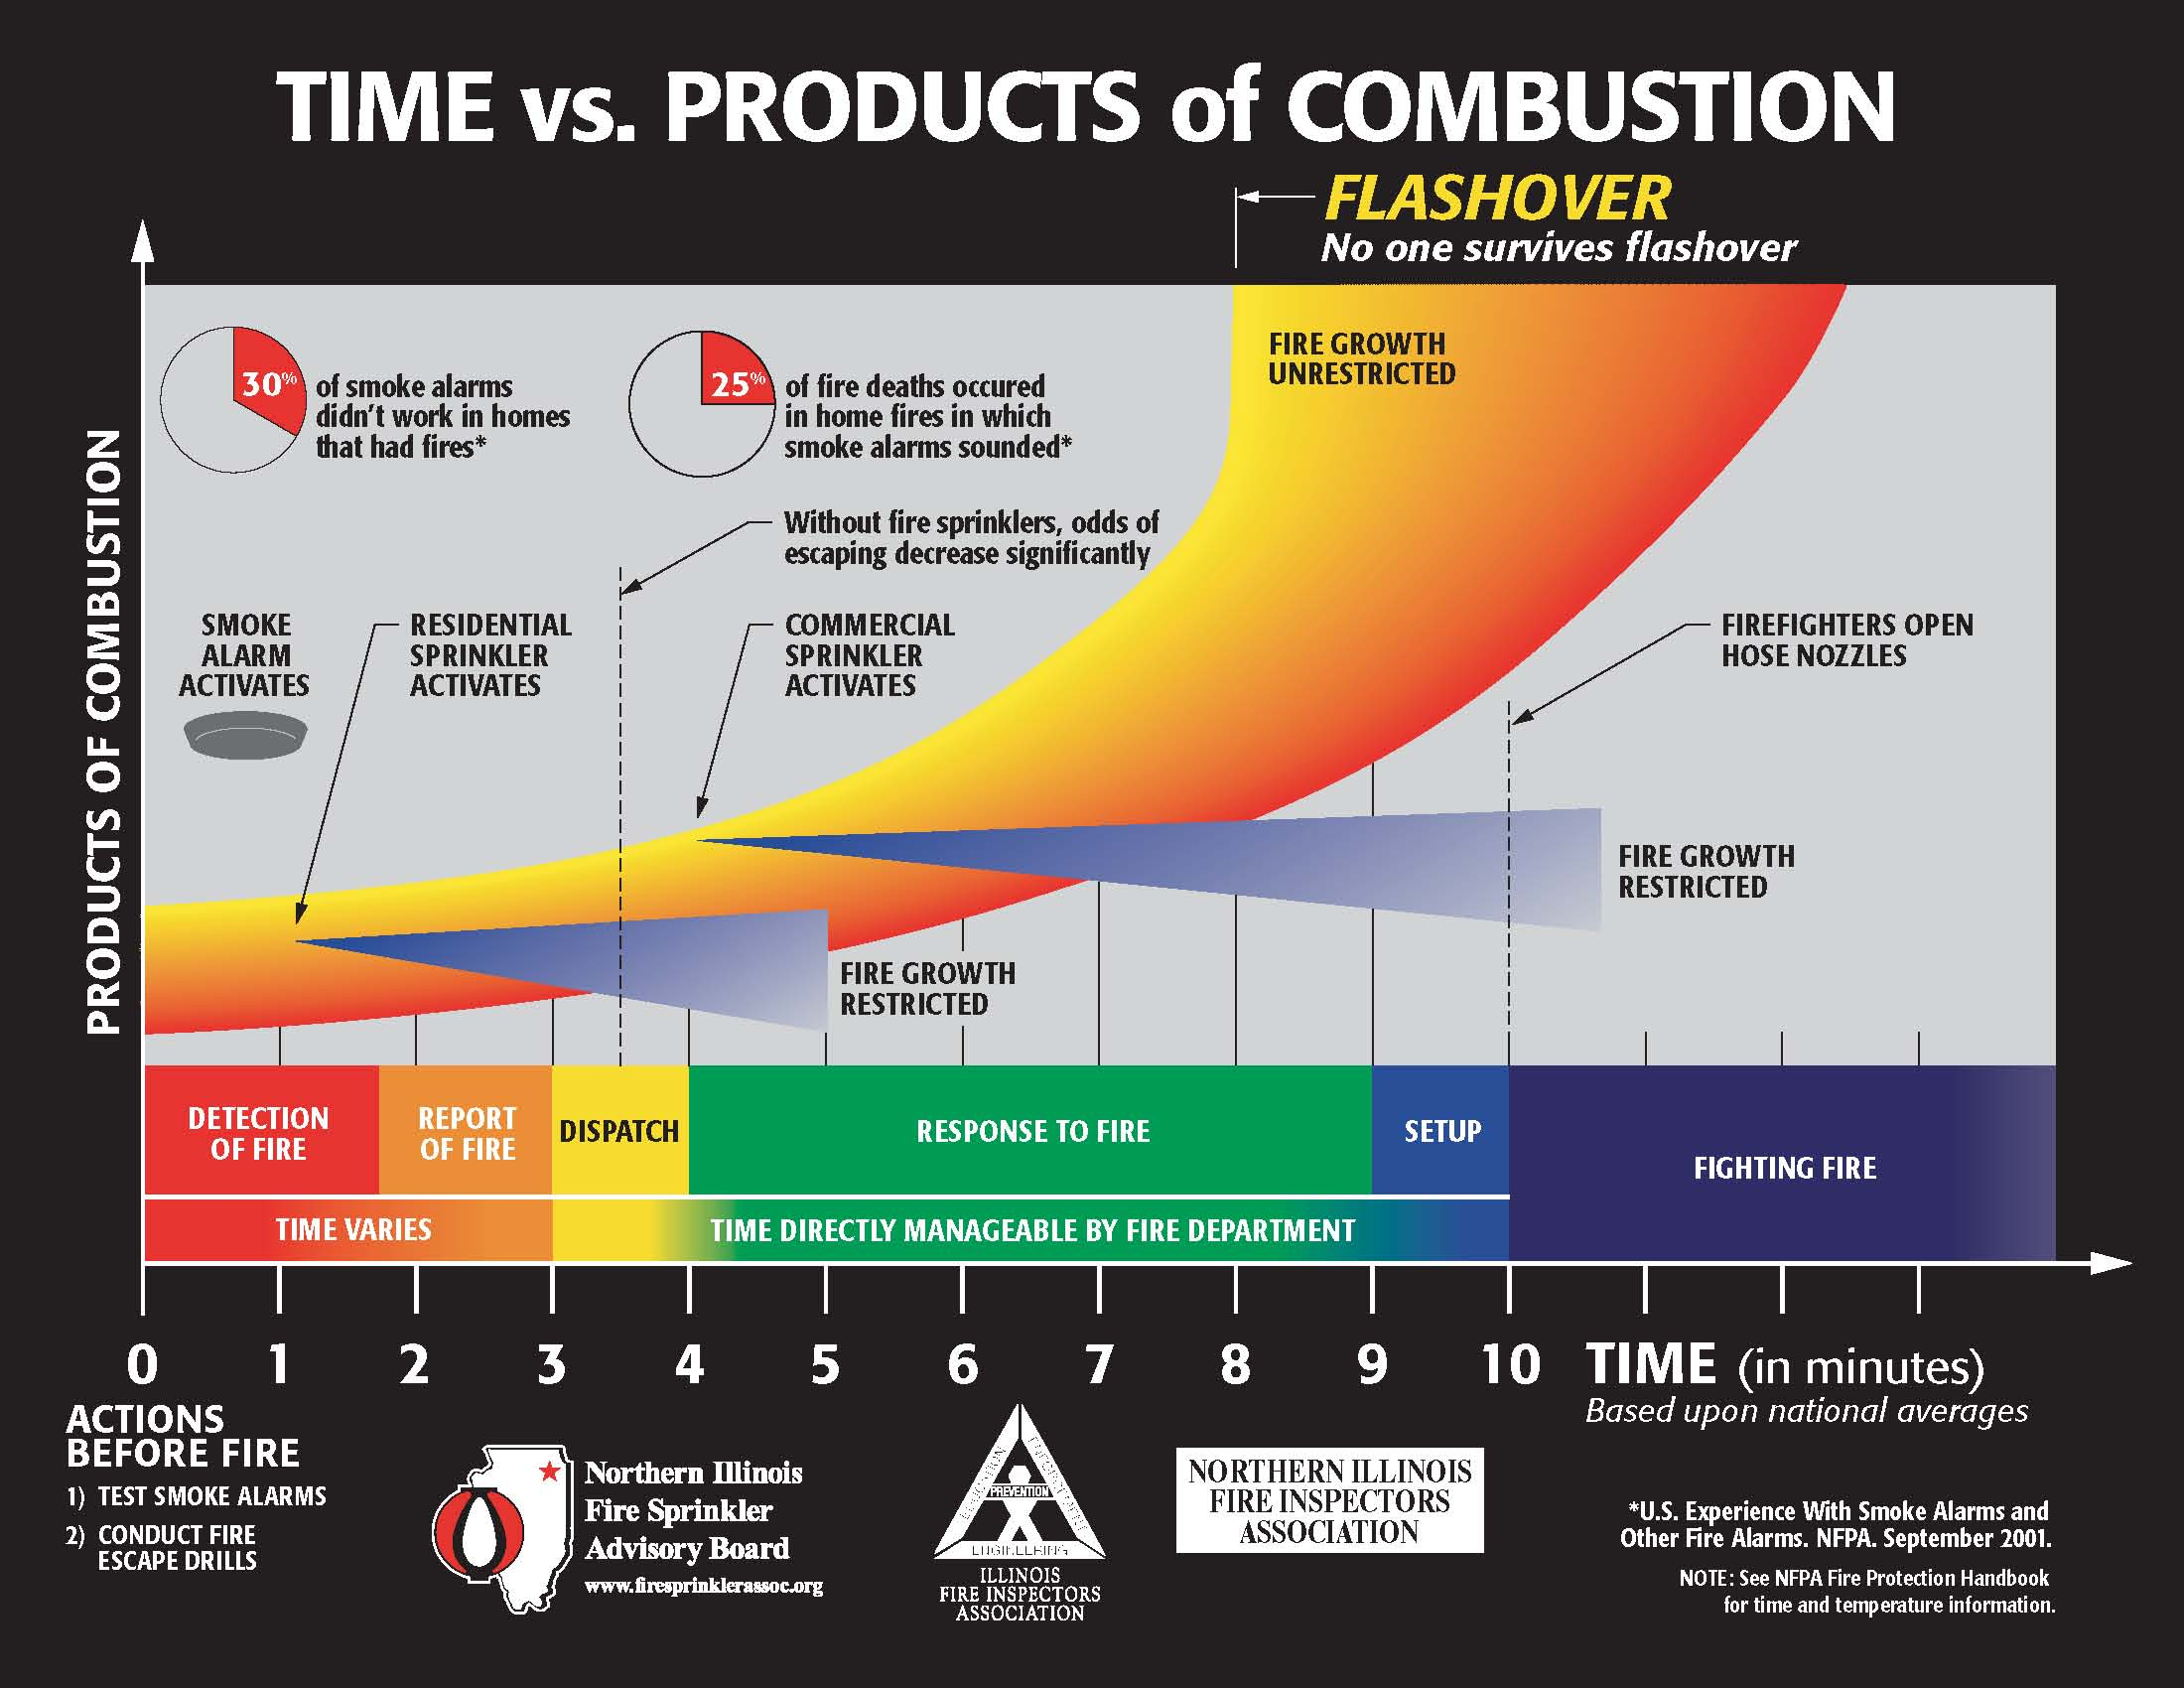 TIME vs. PRODUCTS of COMBUSTION
FLASHOVER
No one survives flashover
PRODUCTS OF COMBUSTION
30%
of smoke alarms
didn't work in homes
that had fires*
25%
of fire deaths occured
in home fires in which
smoke alarms sounded*
FIRE GROWTH
UNRESTRICTED
Without fire sprinklers, odds of
escaping decrease significantly
SMOKE
ALARM
ACTIVATES
RESIDENTIAL
SPRINKLER
ACTIVATES
COMMERCIAL
SPRINKLER
ACTIVATES
FIREFIGHTERS OPEN
HOSE NOZZLES
FIRE GROWTH
RESTRICTED
FIRE GROWTH
RESTRICTED
DETECTION
OF FIRE
REPORT
OF FIRE
DISPATCH
RESPONSE TO FIRE
SETUP
FIGHTING FIRE
TIME VARIES
TIME DIRECTLY MANAGEABLE BY FIRE DEPARTMENT
0 1 2 3 4 5 6 7 8 9 10 TIME (in minutes)
Based upon national averages
ACTIONS
BEFORE FIRE
1) TEST SMOKE ALARMS
2) CONDUCT FIRE
ESCAPE DRILLS
Northern Illinois
Fire Sprinkler
Advisory Board
www.firesprinklerassoc.org
PREVENTION
ENGINEERING
ILLINOIS
FIRE INSPECTORS
ASSOCIATION
NORTHERN ILLINOIS
FIRE INSPECTORS
ASSOCIATION
*U.S. Experience With Smoke Alarms and
Other Fire Alarms. NFPA. September 2001.
NOTE: See NFPA Fire Protection Handbook
for time and temperature information.